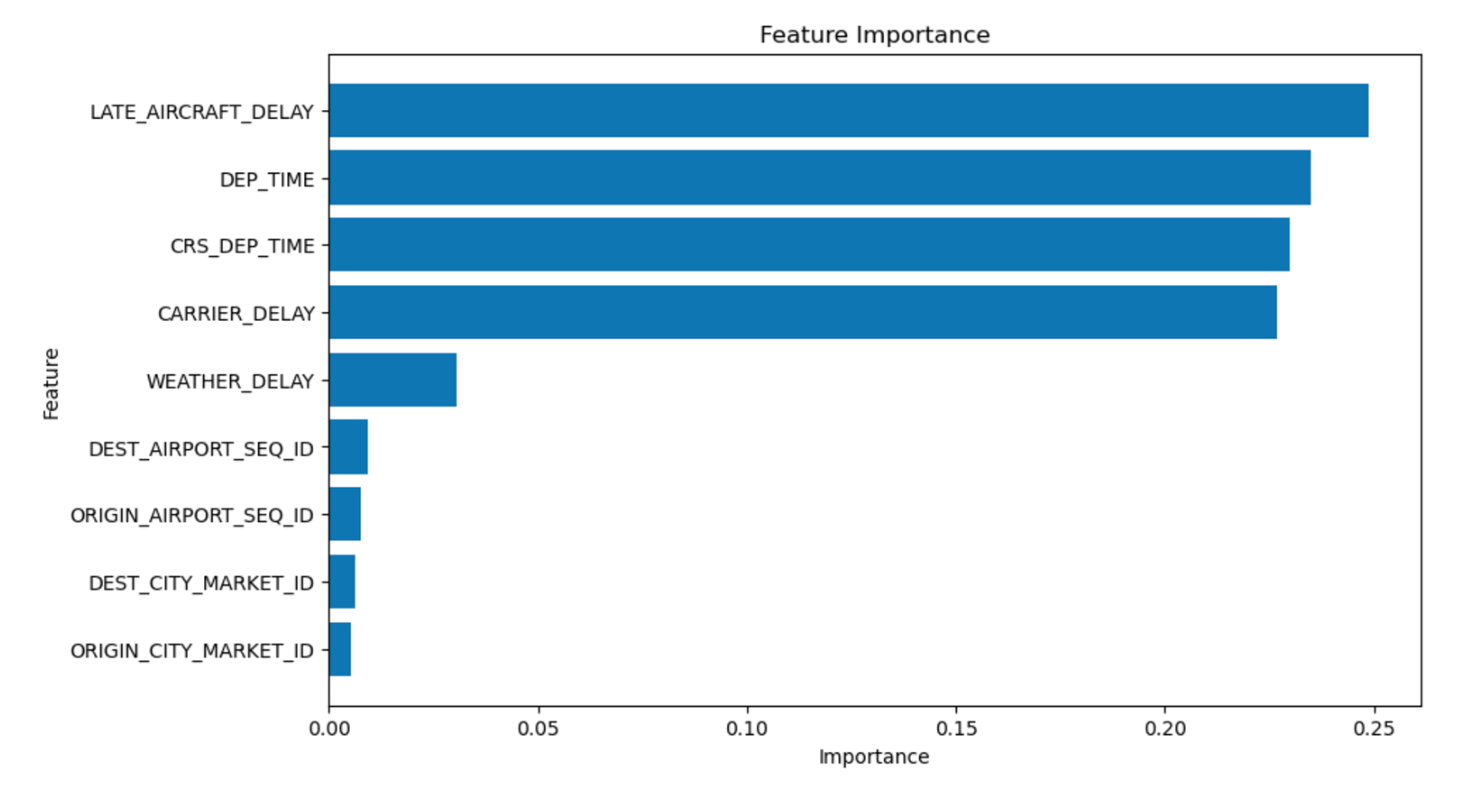 Feature Importance
LATE_AIRCRAFT_DELAY
DEP_TIME
CRS_DEP_TIME
CARRIER_DELAY
WEATHER_DELAY
DEST_AIRPORT_SEQ_ID
ORIGIN_AIRPORT_SEQ_ID
DEST_CITY_MARKET_ID
ORIGIN_CITY_MARKET_ID
Feature
0.00 0.05 0.10 0.15 0.20 0.25
Importance